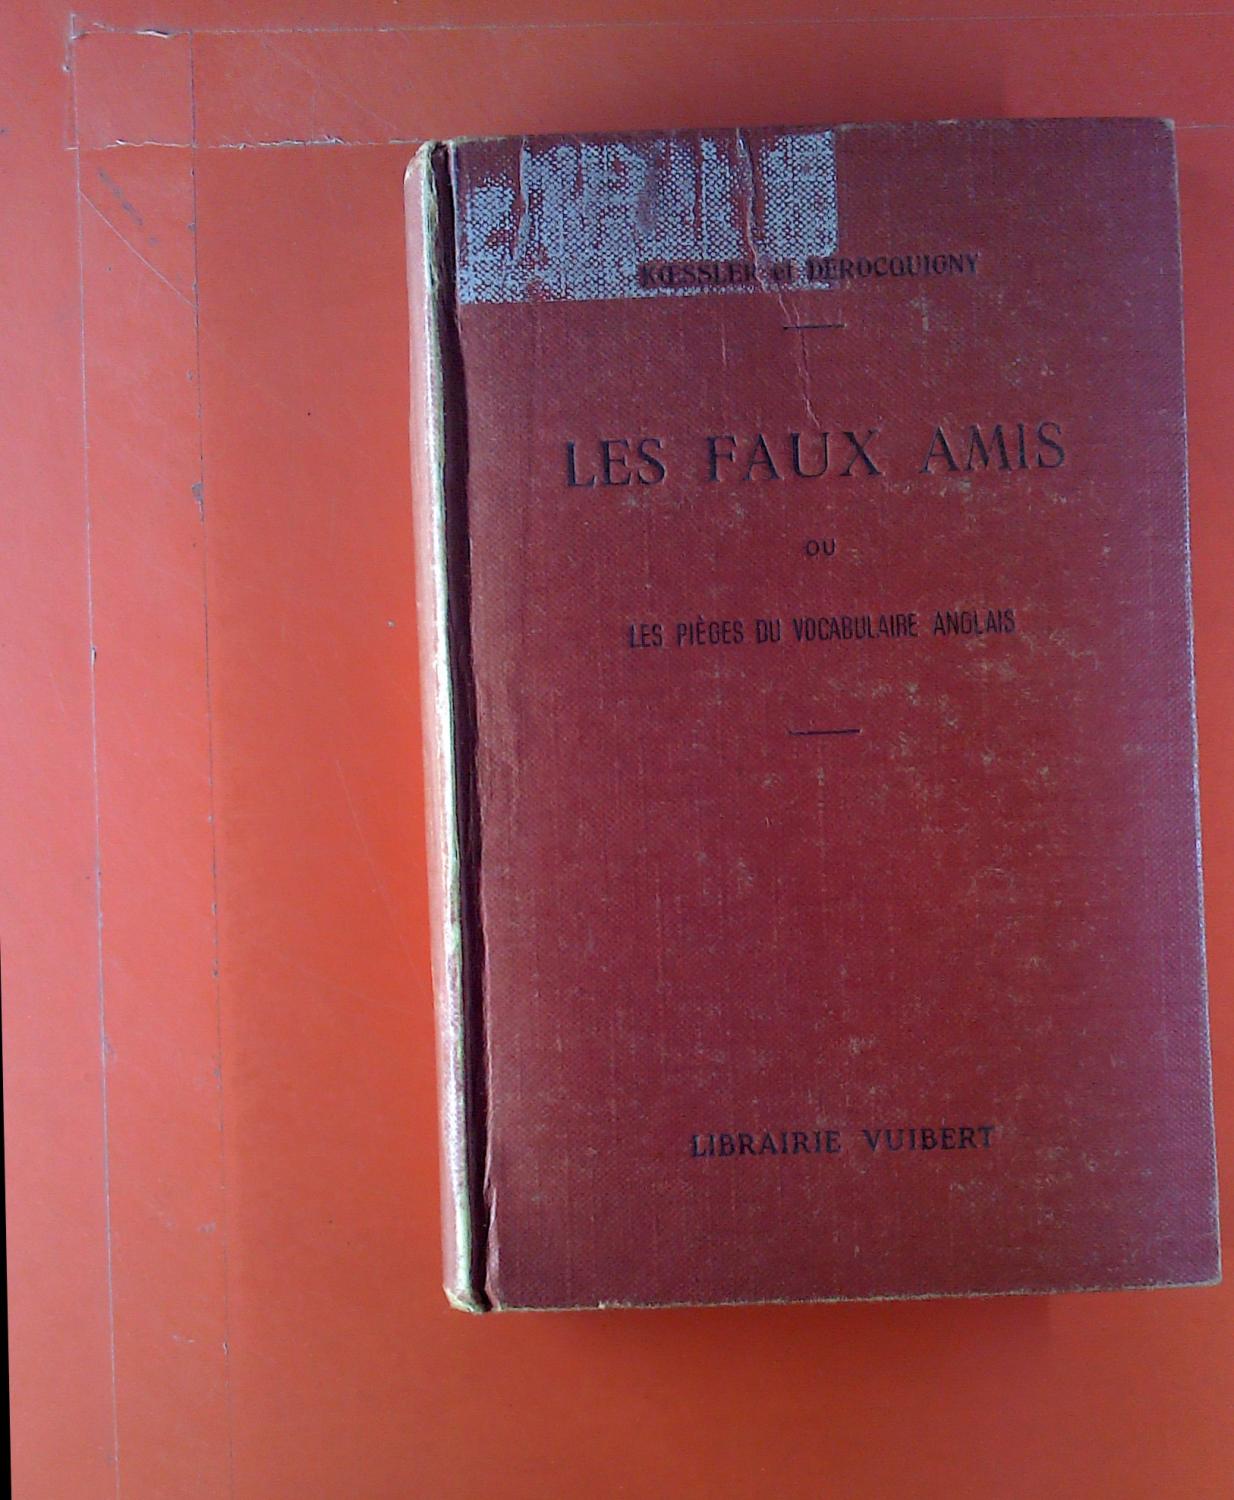 KŒSSLER et DEROCQUIGNY
LES FAUX AMIS
OU
LES PIÈGES DU VOCABULAIRE ANGLAIS
LIBRAIRIE VUIBERT